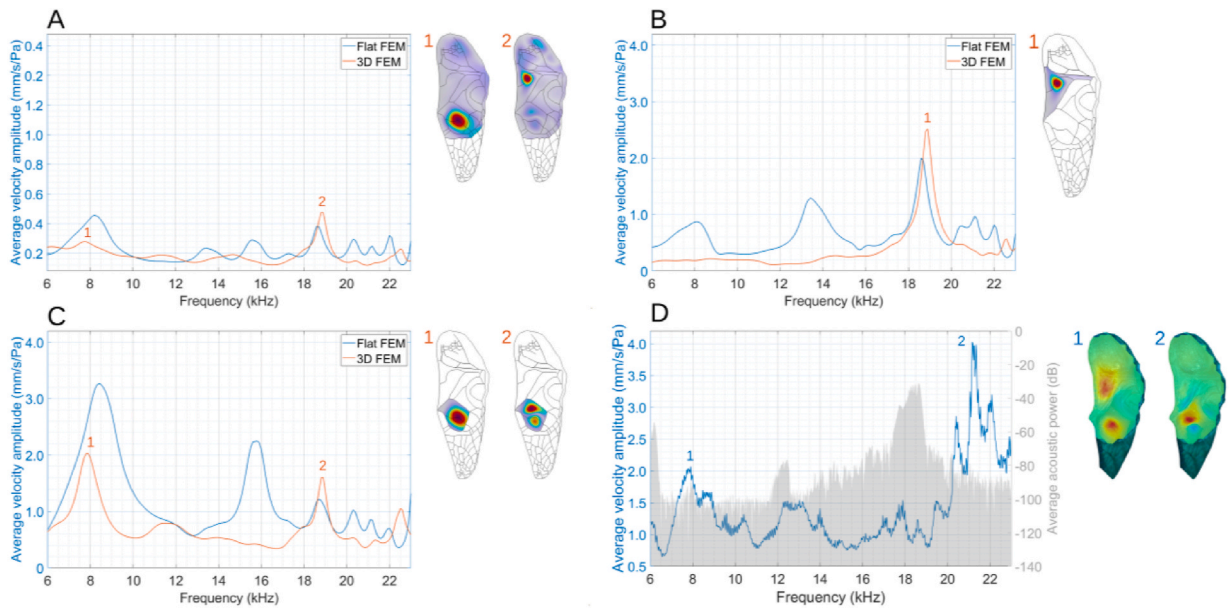 A
Average velocity amplitude (mm/s/Pa)
0.4
0.2
1.2
1.0
0.8
0.6
0.4
0.2
6 8 10 12 14 16 18 20 22
Frequency (kHz)
Flat FEM
3D FEM
1
2
1
2
B
Average velocity amplitude (mm/s/Pa)
4.0
3.0
2.0
1.0
0
6 8 10 12 14 16 18 20 22
Frequency (kHz)
Flat FEM
3D FEM
1
1
C
Average velocity amplitude (mm/s/Pa)
4.0
3.0
2.0
1.0
0
6 8 10 12 14 16 18 20 22
Frequency (kHz)
Flat FEM
3D FEM
1
2
1
2
D
Average velocity amplitude (mm/s/Pa)
4.0
3.5
3.0
2.5
2.0
1.5
1.0
0.5
6 8 10 12 14 16 18 20 22
Frequency (kHz)
1
2
0
-20
-40
-60
-80
-100
-120
-140
Average acoustic power (dB)
1
2